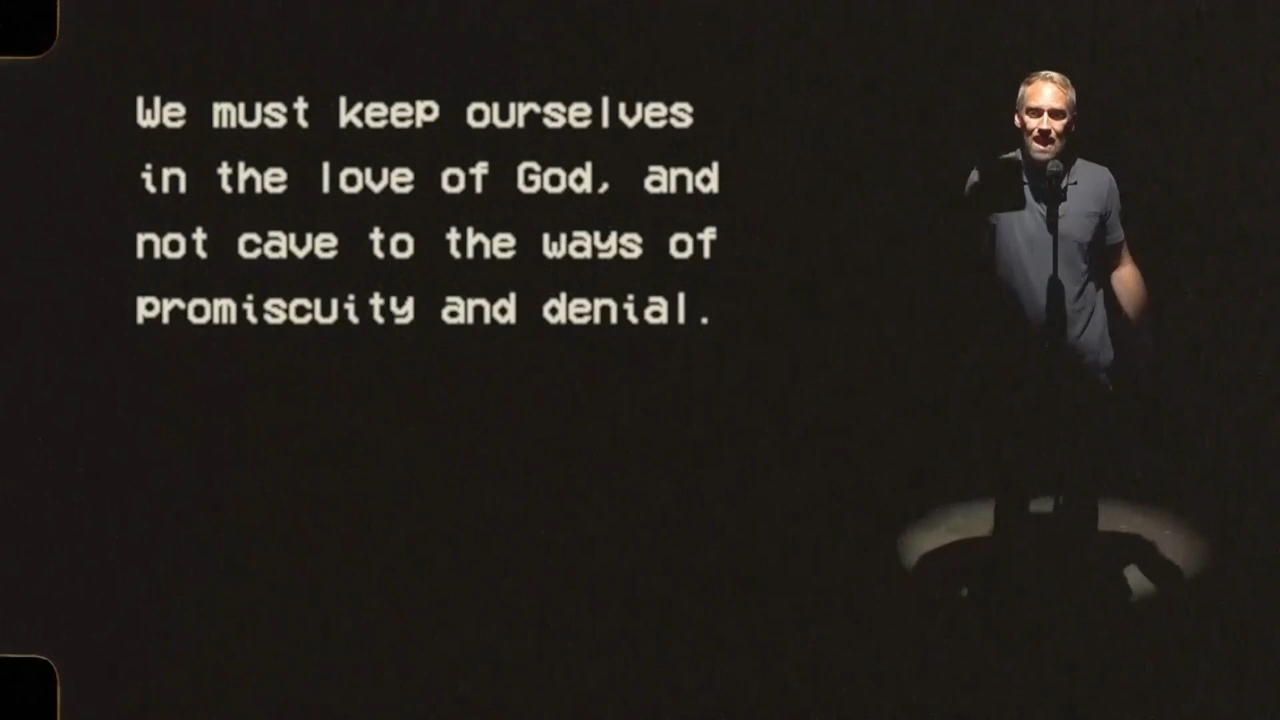 We must keep ourselves
in the love of God, and
not cave to the ways of
promiscuity and denial.